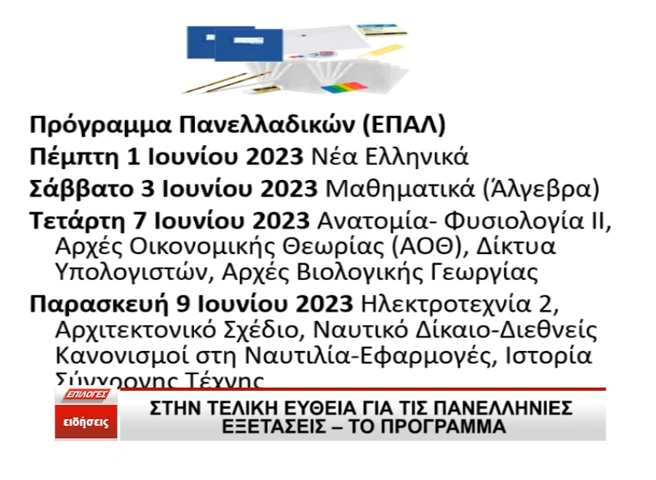 Πρόγραμμα Πανελλαδικών (ΕΠΑΛ)
Πέμπτη 1 Ιουνίου 2023 Νέα Ελληνικά
Σάββατο 3 Ιουνίου 2023 Μαθηματικά (Άλγεβρα)
Τετάρτη 7 Ιουνίου 2023 Ανατομία- Φυσιολογία ΙΙ,
Αρχές Οικονομικής Θεωρίας (ΑΟΘ), Δίκτυα
Υπολογιστών, Αρχές Βιολογικής Γεωργίας
Παρασκευή 9 Ιουνίου 2023 Ηλεκτροτεχνία 2,
Αρχιτεκτονικό Σχέδιο, Ναυτικό Δίκαιο-Διεθνείς
Κανονισμοί στη Ναυτιλία-Εφαρμογές, Ιστορία
Σύγχρονης Τέχνης
ΕΠΙΛΟΓΕΣ
ειδήσεις
ΣΤΗΝ ΤΕΛΙΚΗ ΕΥΘΕΙΑ ΓΙΑ ΤΙΣ ΠΑΝΕΛΛΗΝΙΕΣ
ΕΞΕΤΑΣΕΙΣ – ΤΟ ΠΡΟΓΡΑΜΜΑ